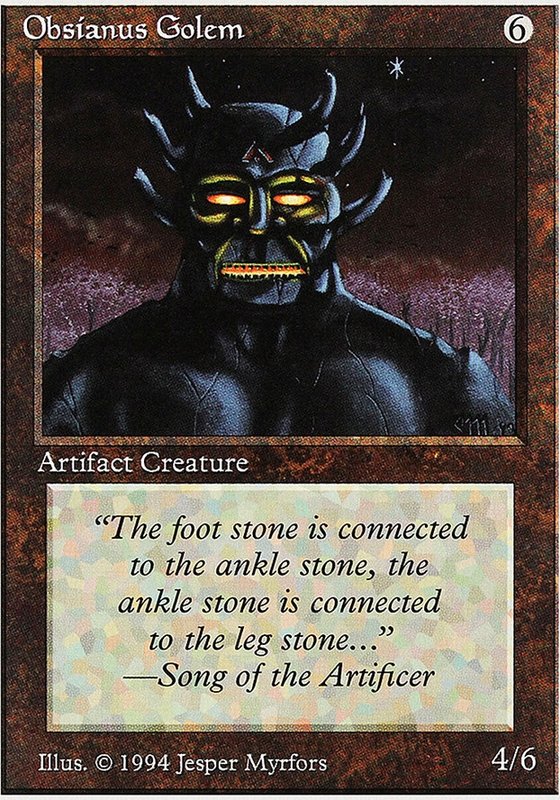 Obsianus Golem 6
Artifact Creature
“The foot stone is connected
to the ankle stone, the
ankle stone is connected
to the leg stone...”
—Song of the Artificer
Illus. © 1994 Jesper Myrfors 4/6